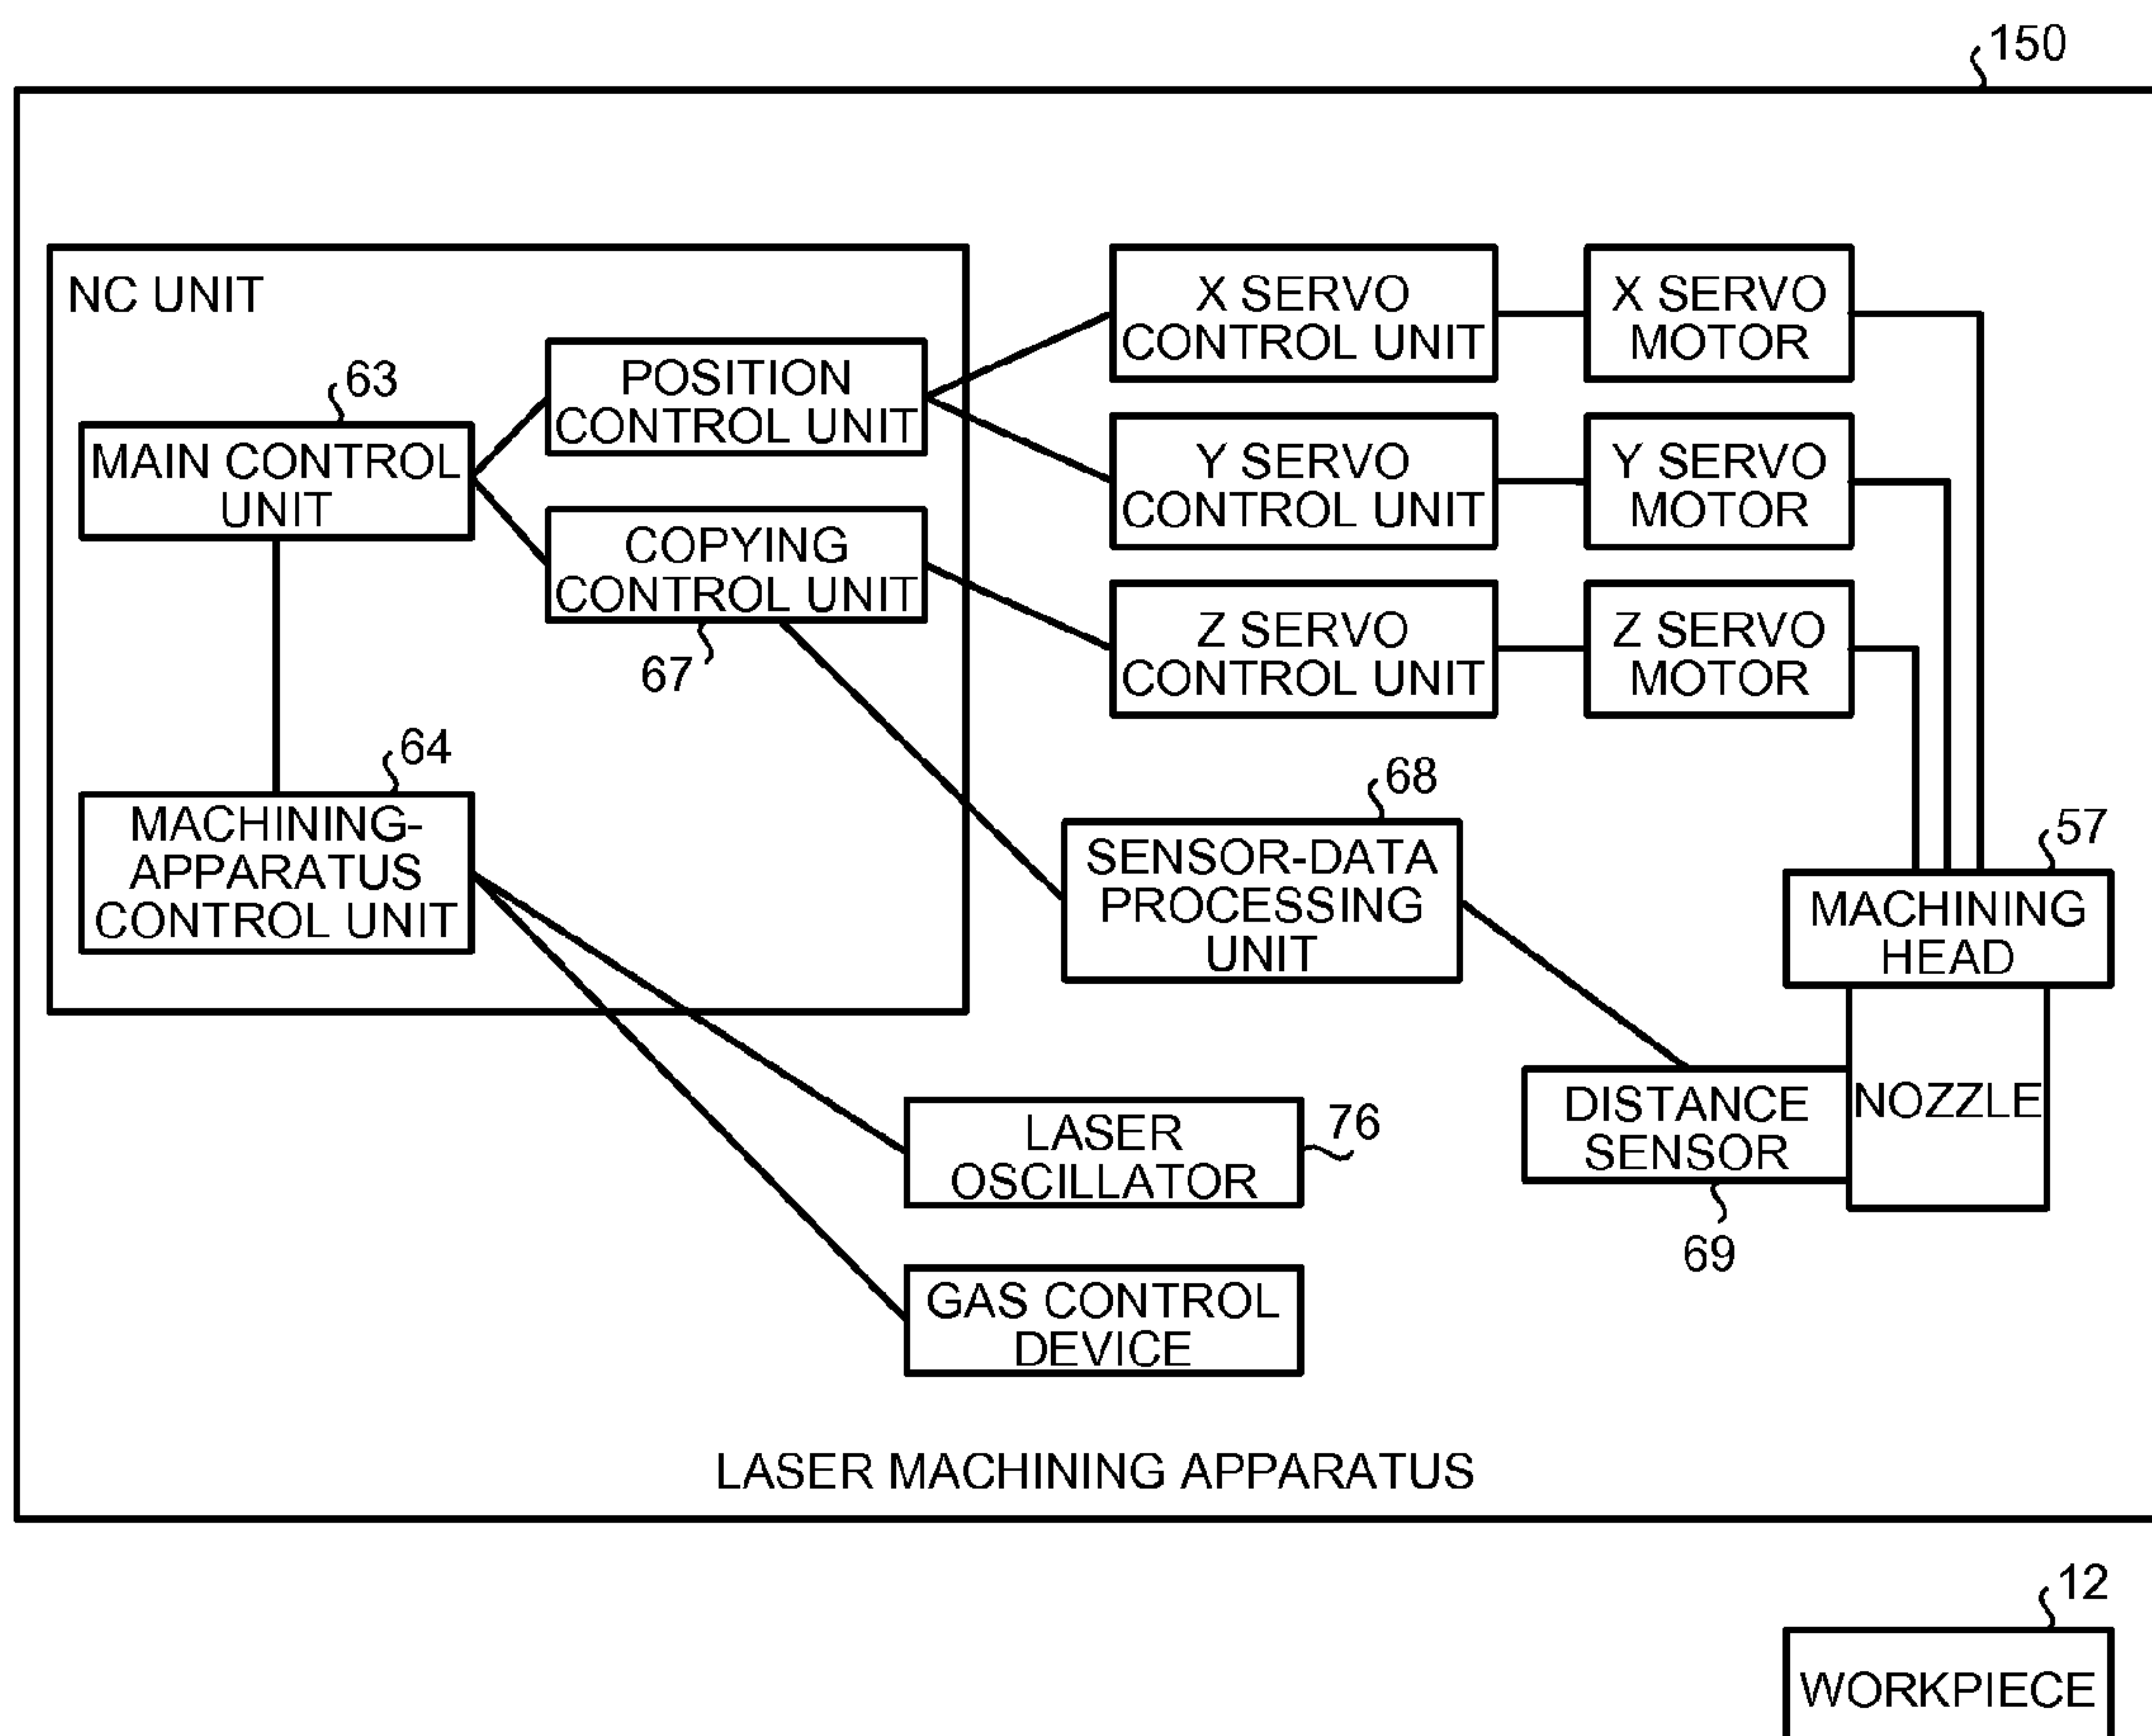 150
NC UNIT
63
MAIN CONTROL
UNIT
POSITION
CONTROL UNIT
COPYING
CONTROL UNIT
67
64
MACHINING-
APPARATUS
CONTROL UNIT
X SERVO
CONTROL UNIT
X SERVO
MOTOR
Y SERVO
CONTROL UNIT
Y SERVO
MOTOR
Z SERVO
CONTROL UNIT
Z SERVO
MOTOR
68
SENSOR-DATA
PROCESSING
UNIT
57
MACHINING
HEAD
NOZZLE
DISTANCE
SENSOR
69
LASER
OSCILLATOR
76
GAS CONTROL
DEVICE
LASER MACHINING APPARATUS
12
WORKPIECE